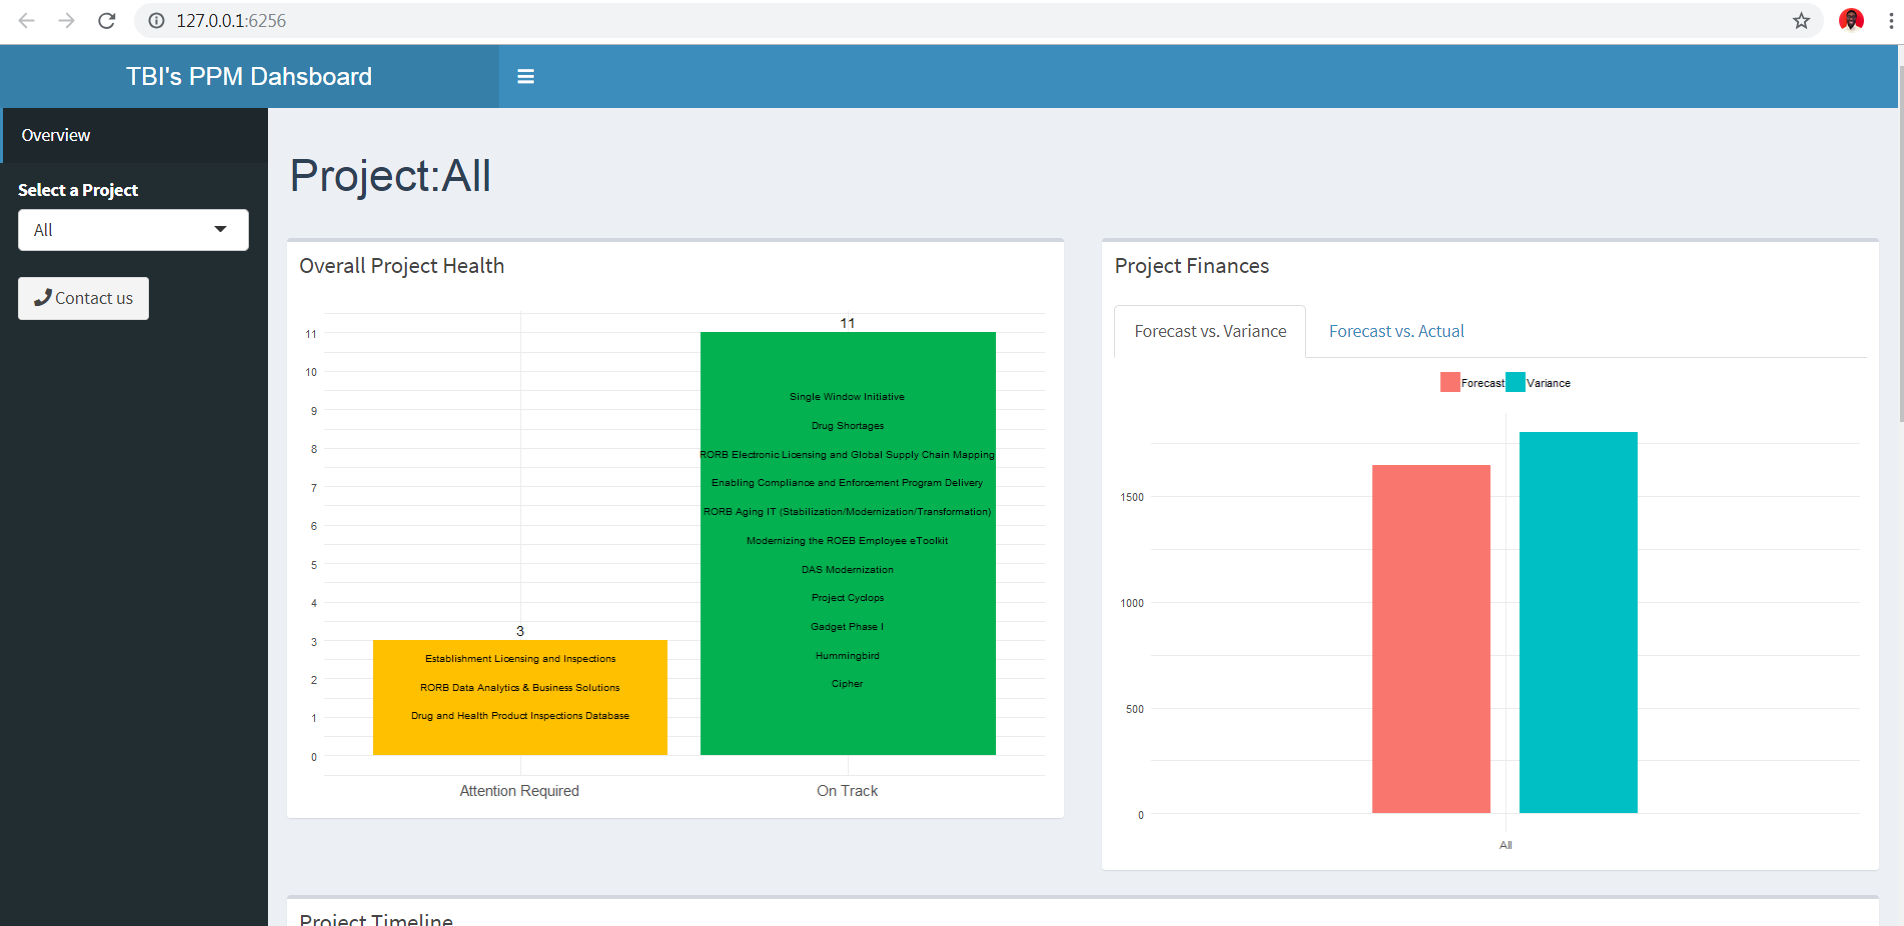 127.0.0.1:6256
TBI's PPM Dahsboard
Overview
Select a Project
All
Contact us
Project:All
Overall Project Health
11
10
9
8
7
6
5
4
3
2
1
0
11
Single Window Initiative
Drug Shortages
RORB Electronic Licensing and Global Supply Chain Mapping
Enabling Compliance and Enforcement Program Delivery
RORB Aging IT (Stabilization/Modernization/Transformation)
Modernizing the ROEB Employee eToolkit
DAS Modernization
Project Cyclops
Gadget Phase I
Hummingbird
Cipher
3
Establishment Licensing and Inspections
RORB Data Analytics & Business Solutions
Drug and Health Product Inspections Database
Attention Required
On Track
Project Finances
Forecast vs. Variance
Forecast vs. Actual
Forecast
Variance
1500
1000
500
0
All
Project Timeline